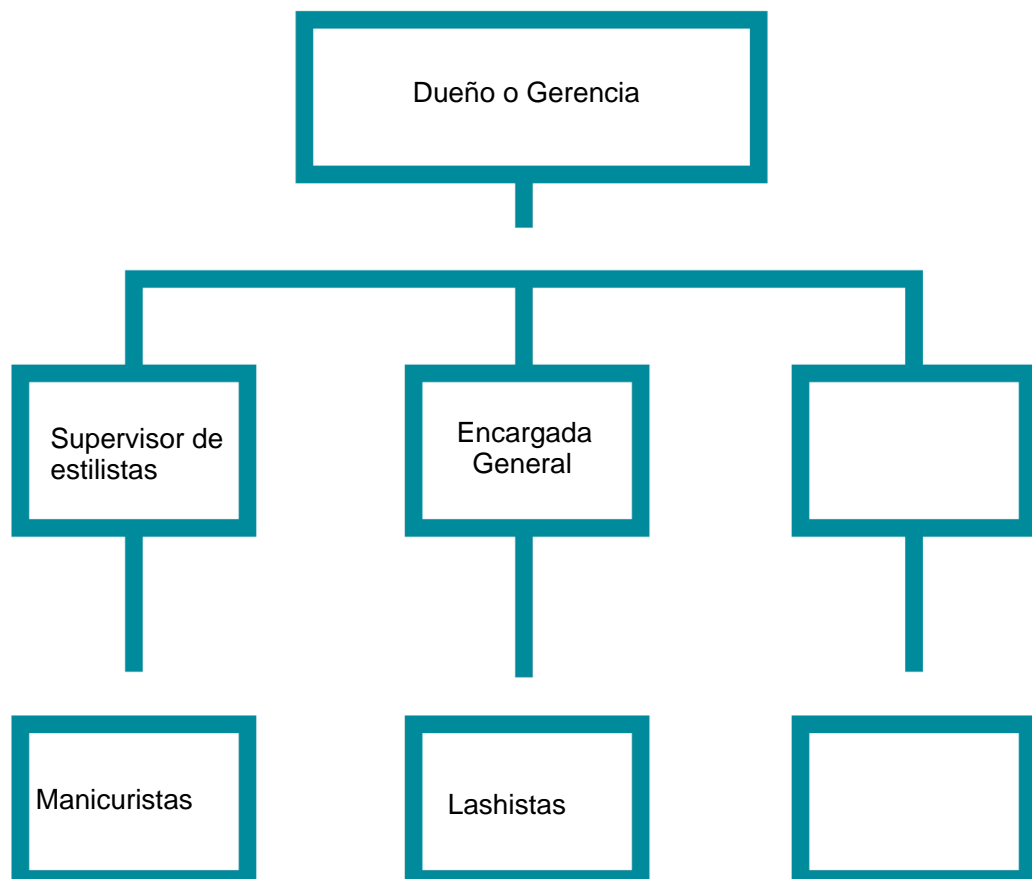 Dueño o Gerencia
Supervisor de
estilistas
Encargada
General
Manicuristas
Lashistas